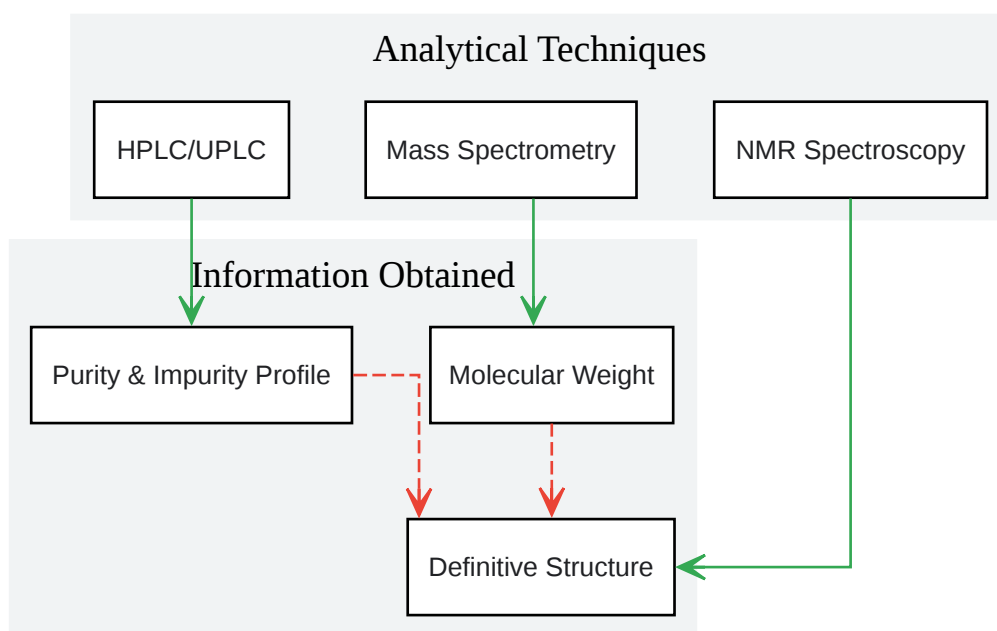 Analytical Techniques
HPLC/UPLC
Mass Spectrometry
NMR Spectroscopy
Information Obtained
Purity & Impurity Profile
Molecular Weight
Definitive Structure